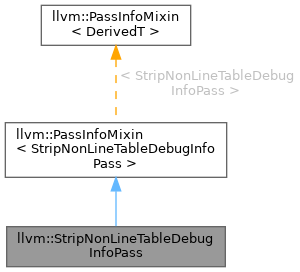 llvm::PassInfoMixin
< DerivedT >
< StripNonLineTableDebug
InfoPass >
llvm::PassInfoMixin
< StripNonLineTableDebugInfo
Pass >
llvm::StripNonLineTableDebug
InfoPass